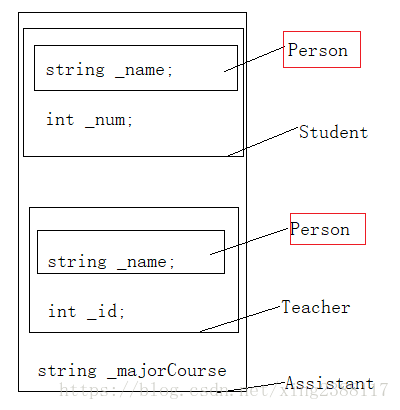 Person
string _name;
int _num;
Student
Person
string _name;
int _id;
Teacher
string _majorCourse
Assistant
https://blog.csdn.net/xing2588117